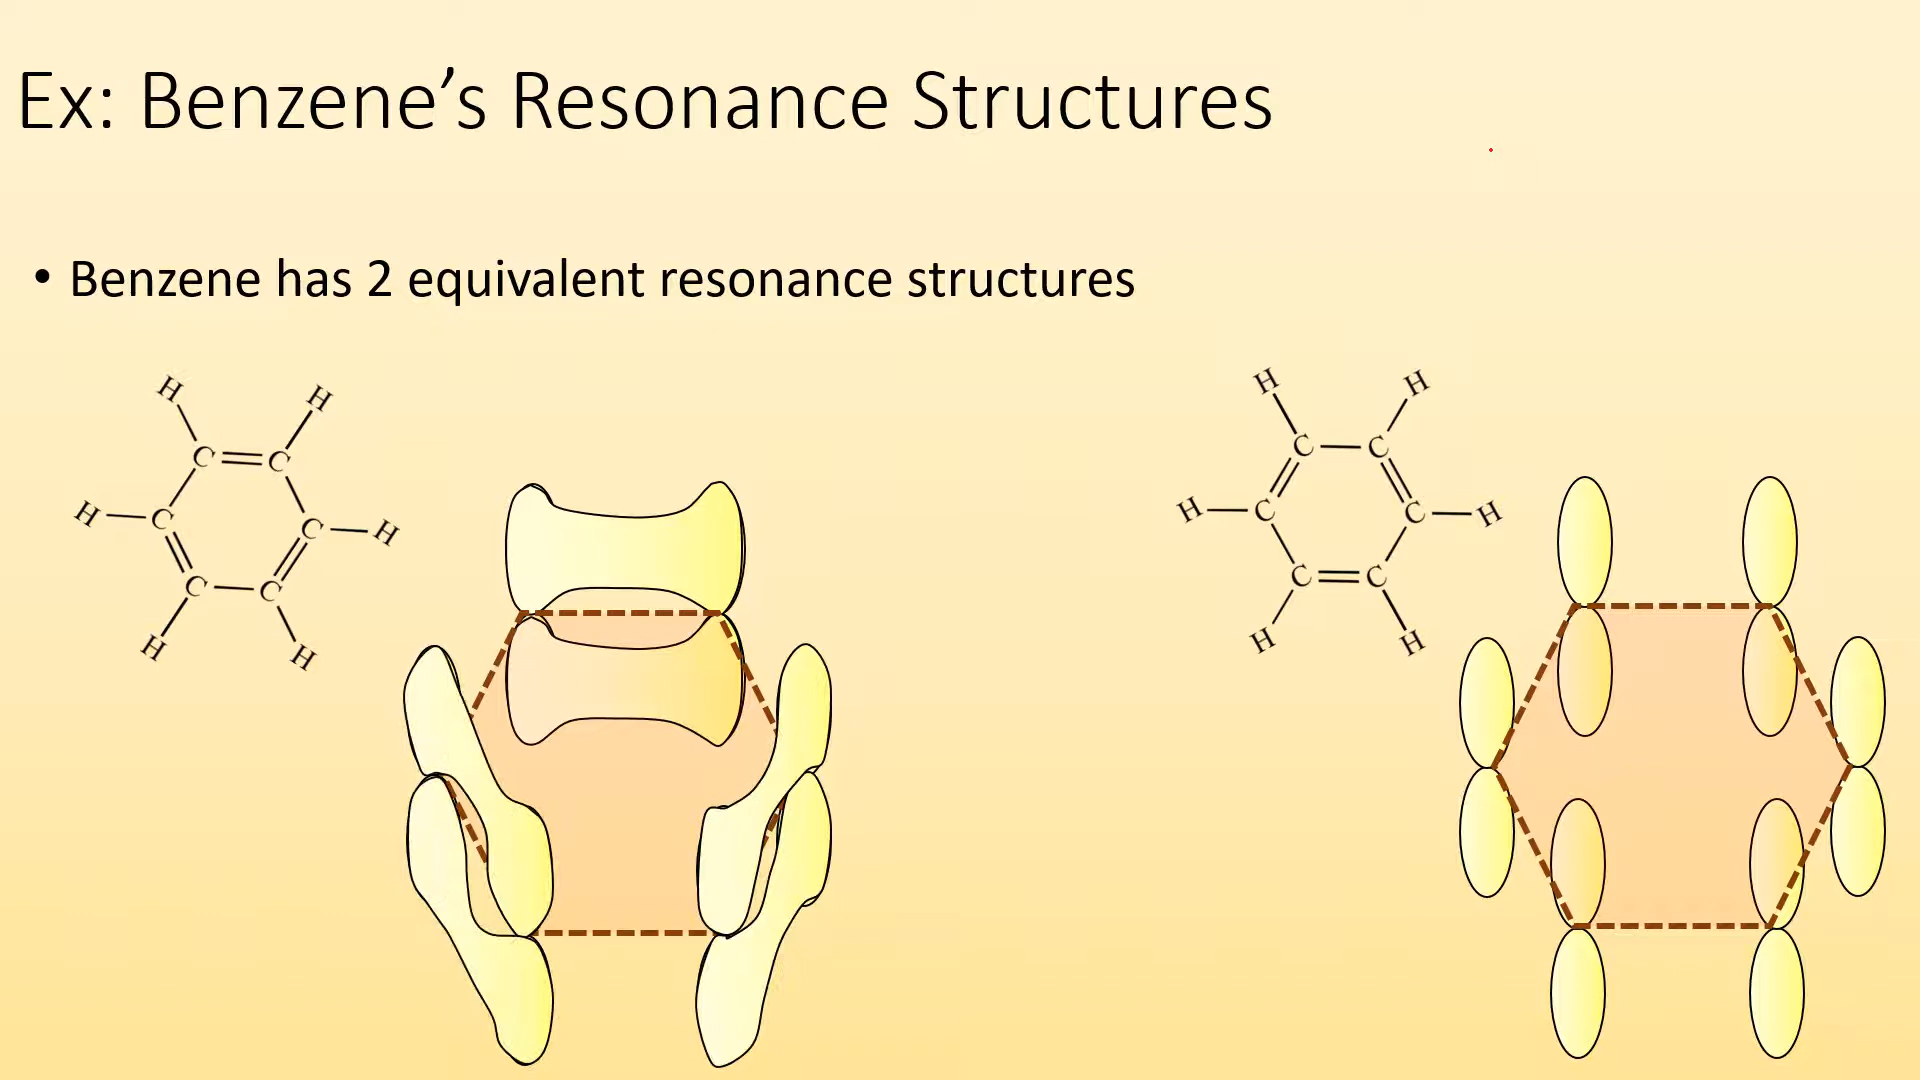 Ex: Benzene’s Resonance Structures
• Benzene has 2 equivalent resonance structures
H H
C C
H C C H
C C
H H
H H
C C
H C C H
C C
H H